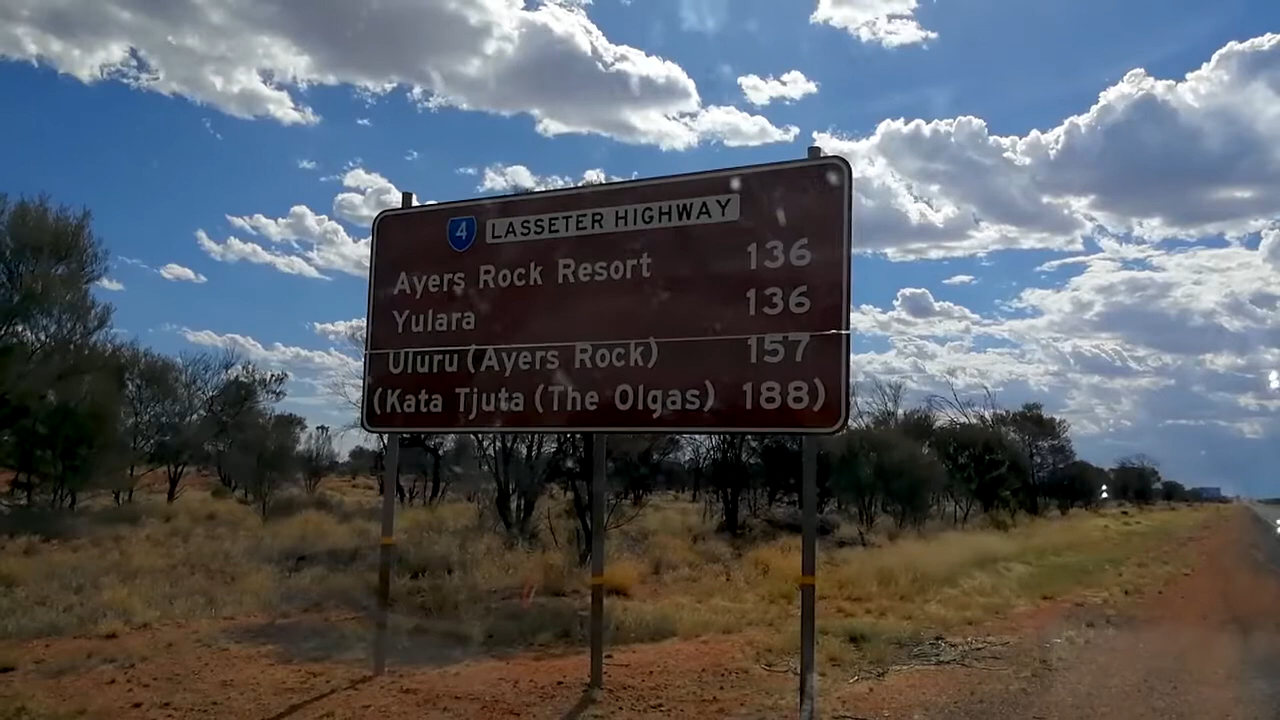 4 LASSETER HIGHWAY
Ayers Rock Resort 136
Yulara 136
Uluru (Ayers Rock) 157
(Kata Tjuta (The Olgas) 188)